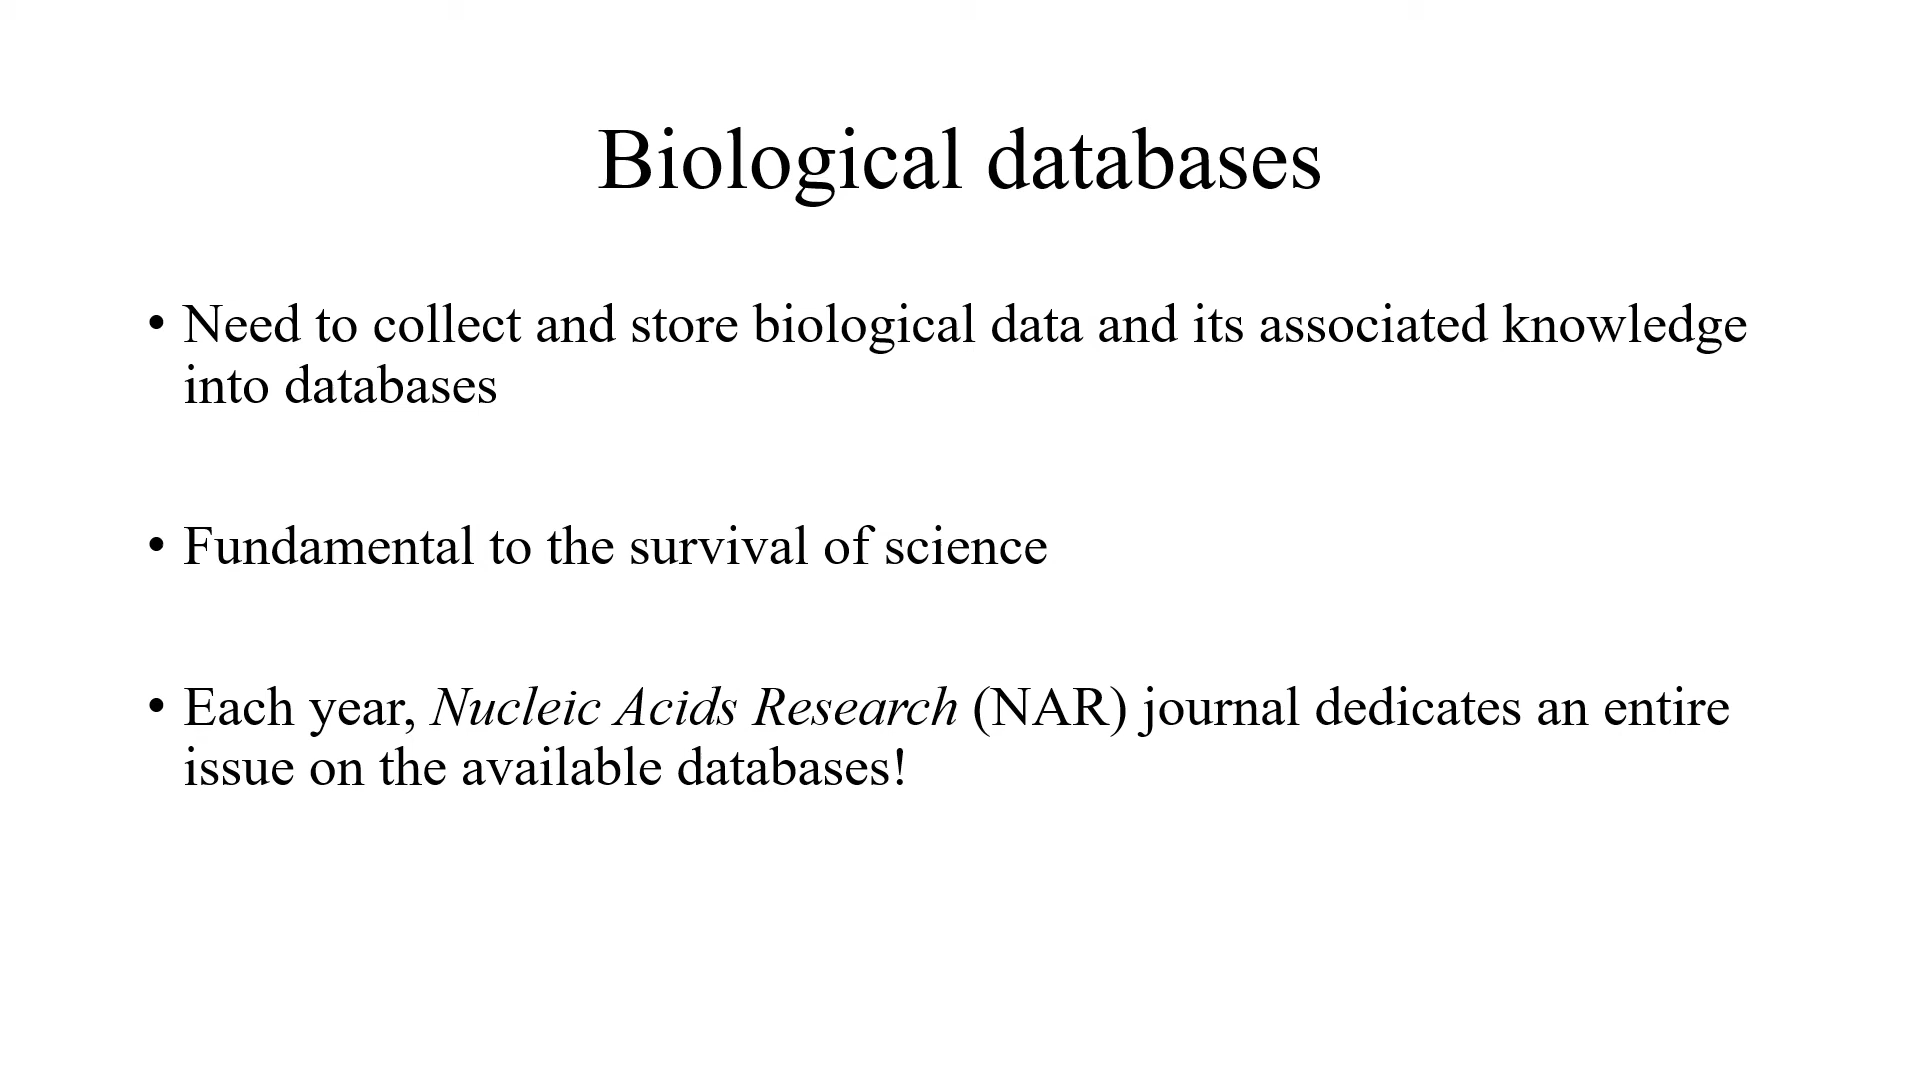 Biological databases
• Need to collect and store biological data and its associated knowledge
into databases
• Fundamental to the survival of science
• Each year, Nucleic Acids Research (NAR) journal dedicates an entire
issue on the available databases!